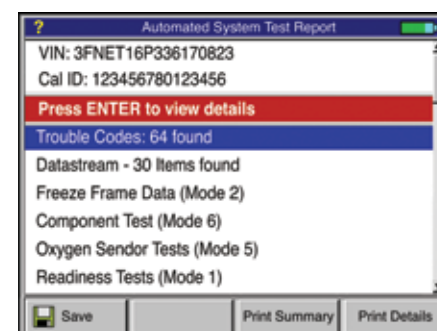 ? Automated System Test Report
VIN: 3FNET16P336170823
Cal ID: 123456780123456
Press ENTER to view details
Trouble Codes: 64 found
Datastream - 30 Items found
Freeze Frame Data (Mode 2)
Component Test (Mode 6)
Oxygen Sendor Tests (Mode 5)
Readiness Tests (Mode 1)
Save Print Summary Print Details